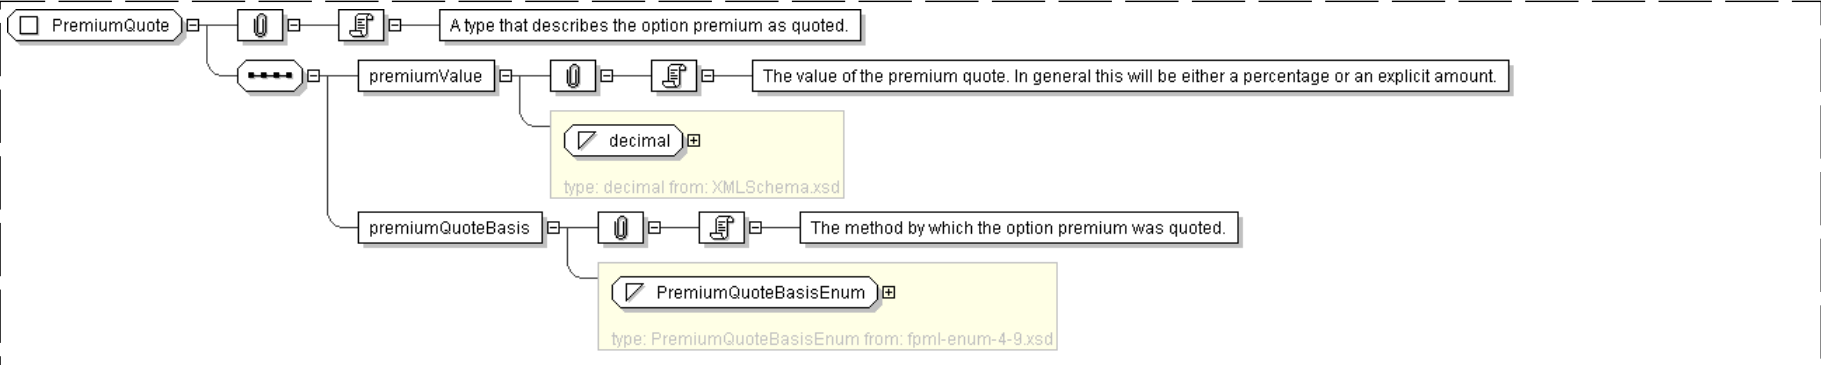 PremiumQuote
A type that describes the option premium as quoted.
premiumValue
The value of the premium quote. In general this will be either a percentage or an explicit amount.
decimal
type: decimal from: XMLSchema.xsd
premiumQuoteBasis
The method by which the option premium was quoted.
PremiumQuoteBasisEnum
type: PremiumQuoteBasisEnum from: fpml-enum-4-9.xsd